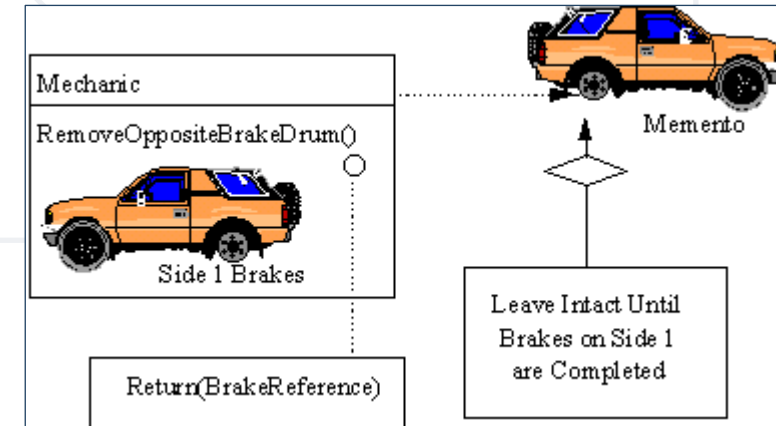 Mechanic
RemoveOppositeBrakeDrum()
Side 1 Brakes
Return(BrakeReference)
Memento
Leave Intact Until
Brakes on Side 1
are Completed